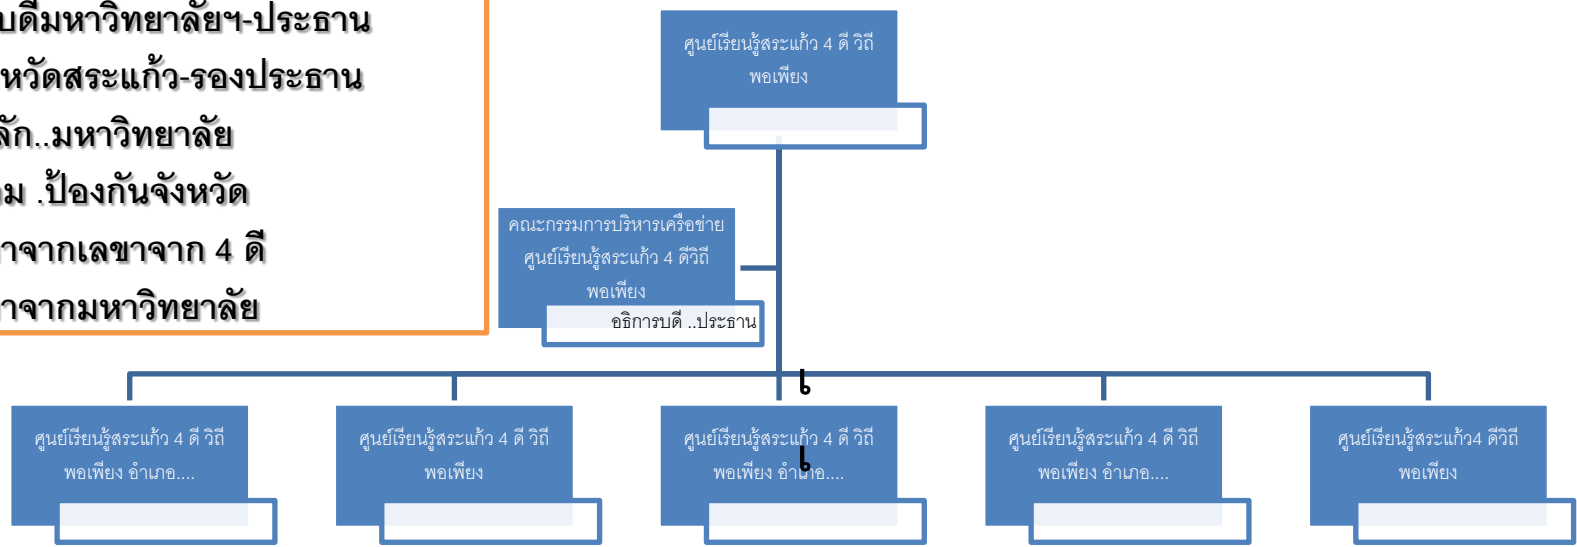 บดีมหาวิทยาลัยฯ-ประธาน
หวัดสระแก้ว-รองประธาน
ลัก..มหาวิทยาลัย
าม .ป้องกันจังหวัด
าจากเลขาจาก 4 ดี
าจากมหาวิทยาลัย
ศูนย์เรียนรู้สระแก้ว 4 ดี วิถี
พอเพียง
คณะกรรมการบริหารเครือข่าย
ศูนย์เรียนรู้สระแก้ว 4 ดีวิถี
พอเพียง
อธิการบดี ..ประธาน
เ
เ
ศูนย์เรียนรู้สระแก้ว 4 ดี วิถี
พอเพียง อำเภอ....
ศูนย์เรียนรู้สระแก้ว 4 ดี วิถี
พอเพียง
ศูนย์เรียนรู้สระแก้ว 4 ดี วิถี
พอเพียง อำเภอ....
ศูนย์เรียนรู้สระแก้ว 4 ดี วิถี
พอเพียง อำเภอ....
ศูนย์เรียนรู้สระแก้ว4 ดีวิถี
พอเพียง